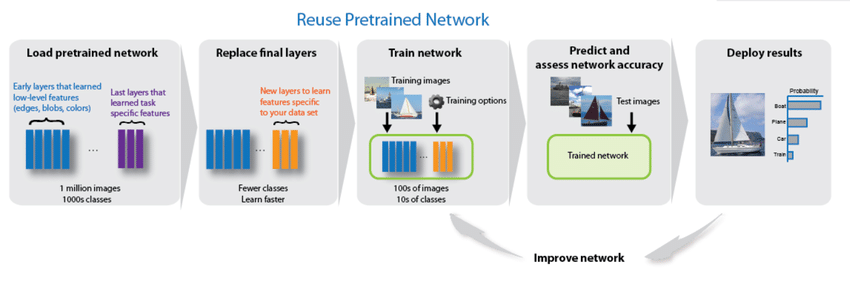 Reuse Pretrained Network
Load pretrained network
Early layers that learned
low-level features
(edges, blobs, colors)
Last layers that
learned task
specific features
...
1 million images
1000s classes
Replace final layers
New layers to learn
features specific
to your data set
...
Fewer classes
Learn faster
Train network
Training images
Training options
...
100s of images
10s of classes
Predict and
assess network accuracy
Test images
Trained network
Deploy results
Probability
Boat
Plane
Car
Train
Improve network